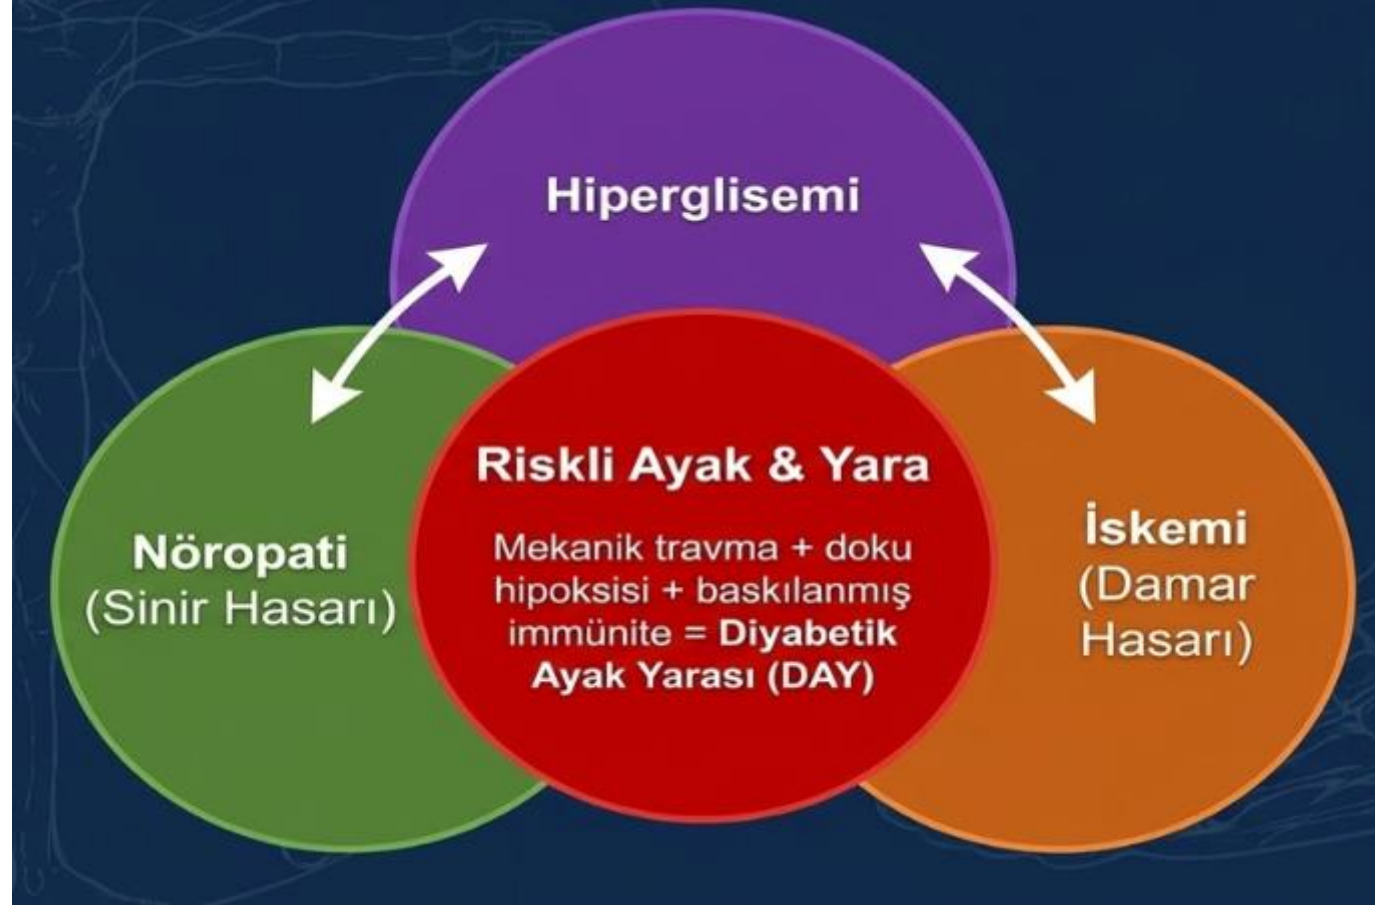 Hiperglisemi
Nöropati
(Sinir Hasarı)
Riskli Ayak & Yara
Mekanik travma + doku
hipoksisi + baskılanmış
immünite = Diyabetik
Ayak Yarası (DAY)
İskemi
(Damar
Hasarı)